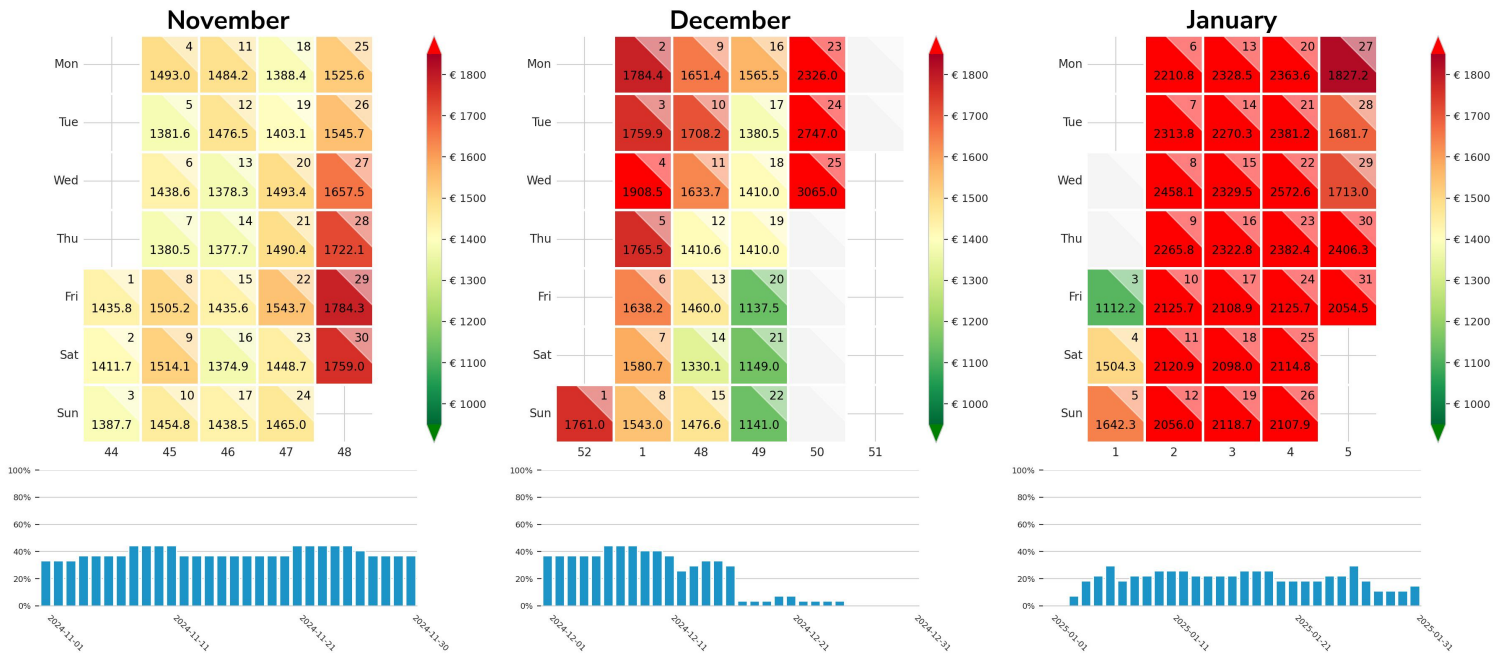 November December January
4 11 18 25 2 9 16 23 6 13 20 27
Mon 1493.0 1484.2 1388.4 1525.6 € 1800 Mon 1784.4 1651.4 1565.5 2326.0 € 1800 Mon 2210.8 2328.5 2363.6 1827.2 € 1800
5 12 19 26 3 10 17 24 7 14 21 28
€ 1700 € 1700 € 1700
Tue 1381.6 1476.5 1403.1 1545.7 Tue 1759.9 1708.2 1380.5 2747.0 Tue 2313.8 2270.3 2381.2 1681.7
€ 1600 € 1600 € 1600
6 13 20 27 4 11 18 25 8 15 22 29
Wed 1438.6 1378.3 1493.4 1657.5 € 1500 Wed 1908.5 1633.7 1410.0 3065.0 € 1500 Wed 2458.1 2329.5 2572.6 1713.0 € 1500
7 14 21 28 5 12 19 9 16 23 30
Thu 1380.5 1377.7 1490.4 1722.1 € 1400 Thu 1765.5 1410.6 1410.0 € 1400 Thu 2265.8 2322.8 2382.4 2406.3 € 1400
1 8 15 22 29 6 13 20 3 10 17 24 31
€ 1300 € 1300 € 1300
Fri 1435.8 1505.2 1435.6 1543.7 1784.3 Fri 1638.2 1460.0 1137.5 Fri 1112.2 2125.7 2108.9 2125.7 2054.5
€ 1200 € 1200 € 1200
2 9 16 23 30 7 14 21 4 11 18 25
Sat 1411.7 1514.1 1374.9 1448.7 1759.0 € 1100 Sat 1580.7 1330.1 1149.0 € 1100 Sat 1504.3 2120.9 2098.0 2114.8 € 1100
3 10 17 24 1 8 15 22 5 12 19 26
€ 1000 € 1000 € 1000
Sun 1387.7 1454.8 1438.5 1465.0 Sun 1761.0 1543.0 1476.6 1141.0 Sun 1642.3 2056.0 2118.7 2107.9
44 45 46 47 48 52 1 48 49 50 51 1 2 3 4 5
100% 100% 100%
80% 80% 80%
60% 60% 60%
40% 40% 40%
20% 20% 20%
0% 0% 0%
2024-11-01 2024-11-11 2024-11-21 2024-11-30 2024-12-01 2024-12-11 2024-12-21 2024-12-31 2025-01-01 2025-01-11 2025-01-21 2025-01-31